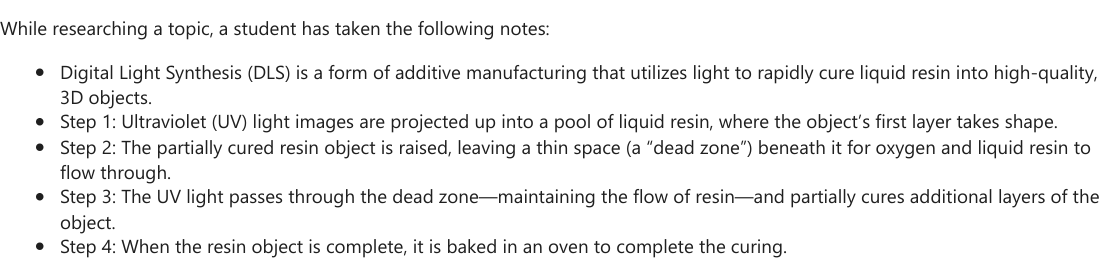 While researching a topic, a student has taken the following notes:
• Digital Light Synthesis (DLS) is a form of additive manufacturing that utilizes light to rapidly cure liquid resin into high-quality,
3D objects.
• Step 1: Ultraviolet (UV) light images are projected up into a pool of liquid resin, where the object’s first layer takes shape.
• Step 2: The partially cured resin object is raised, leaving a thin space (a “dead zone”) beneath it for oxygen and liquid resin to
flow through.
• Step 3: The UV light passes through the dead zone—maintaining the flow of resin—and partially cures additional layers of the
object.
• Step 4: When the resin object is complete, it is baked in an oven to complete the curing.